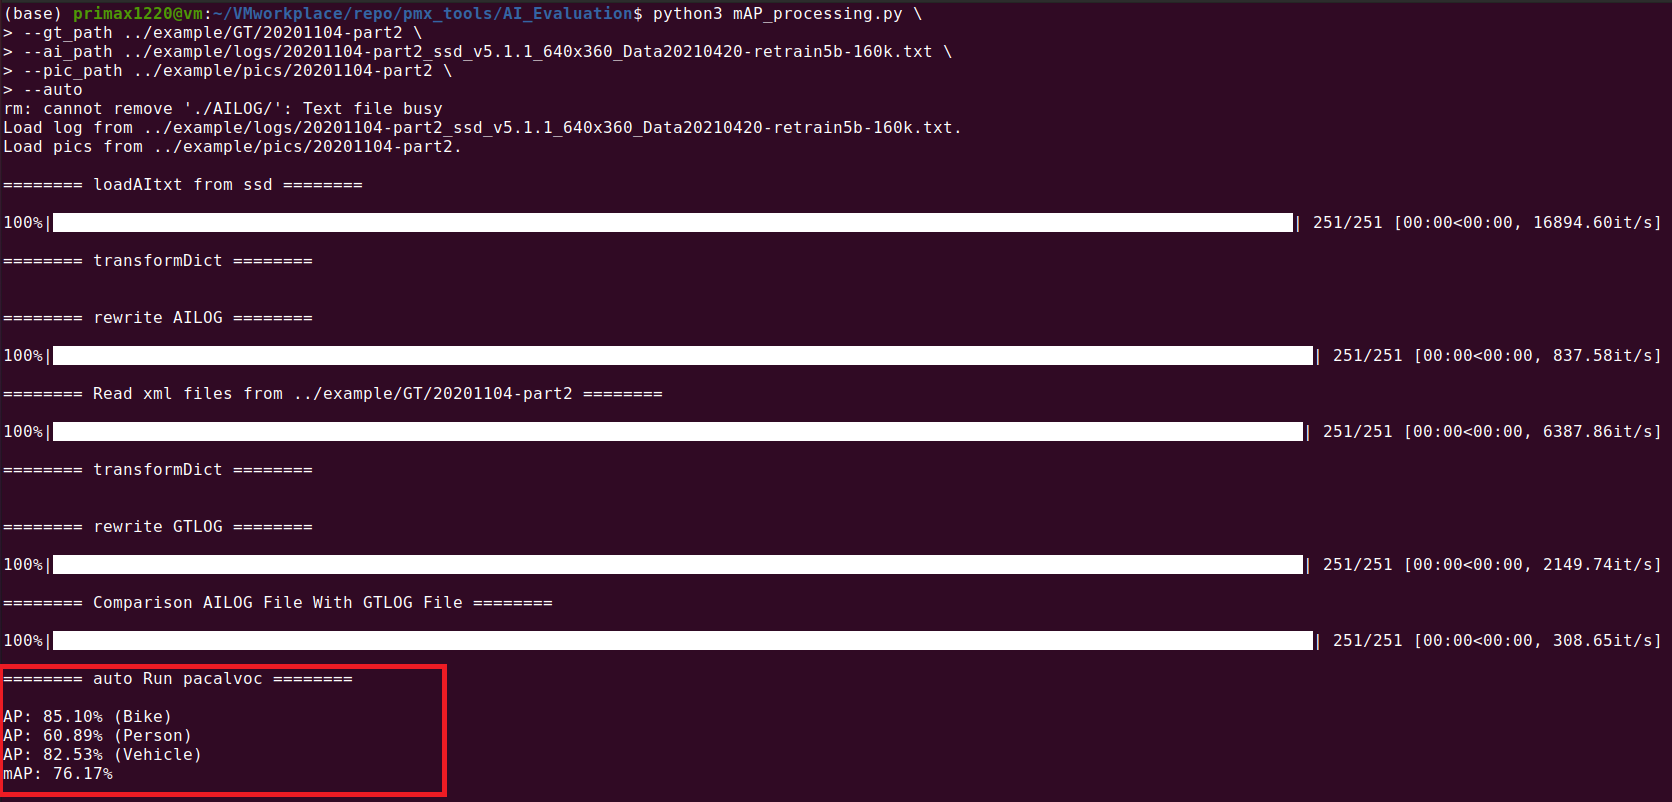 (base) primax1220@vm:~/VMworkplace/repo/pmx_tools/AI_Evaluation$ python3 mAP_processing.py \
> --gt_path ../example/GT/20201104-part2 \
> --ai_path ../example/logs/20201104-part2_ssd_v5.1.1_640x360_Data20210420-retrain5b-160k.txt \
> --pic_path ../example/pics/20201104-part2 \
> --auto
rm: cannot remove './AILOG/': Text file busy
Load log from ../example/logs/20201104-part2_ssd_v5.1.1_640x360_Data20210420-retrain5b-160k.txt.
Load pics from ../example/pics/20201104-part2.
======== loadAItxt from ssd ========
100%| | 251/251 [00:00<00:00, 16894.60it/s]
======== transformDict ========
======== rewrite AILOG ========
100%| | 251/251 [00:00<00:00, 837.58it/s]
======== Read xml files from ../example/GT/20201104-part2 ========
100%| | 251/251 [00:00<00:00, 6387.86it/s]
======== transformDict ========
======== rewrite GTLOG ========
100%| | 251/251 [00:00<00:00, 2149.74it/s]
======== Comparison AILOG File With GTLOG File ========
100%| | 251/251 [00:00<00:00, 308.65it/s]
======== auto Run pacalvoc ========
AP: 85.10% (Bike)
AP: 60.89% (Person)
AP: 82.53% (Vehicle)
mAP: 76.17%